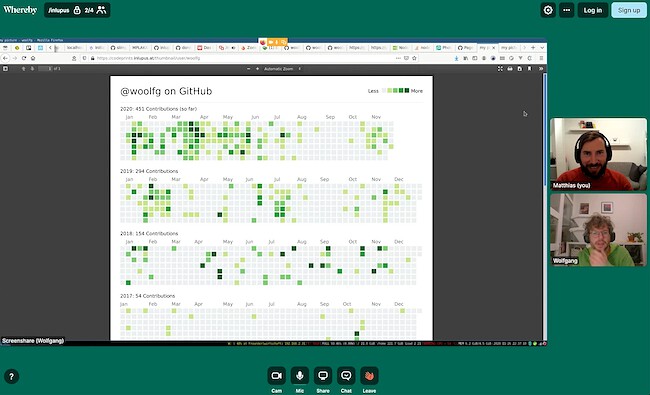 Whereby
/inlupus
2/4
Log in
Sign up
Automatic Zoom
@woolfg on GitHub
Less
More
2020: 451 Contributions (so far)
Jan Feb Mar Apr May Jun Jul Aug Sep Oct Nov
2019: 294 Contributions
Jan Feb Mar Apr May Jun Jul Aug Sep Oct Nov Dec
2018: 154 Contributions
Jan Feb Mar Apr May Jun Jul Aug Sep Oct Nov Dec
2017: 54 Contributions
Jan Feb Mar Apr May Jun Jul Aug Sep Oct Nov Dec
Matthias (you)
Wolfgang
Screenshare (Wolfgang)
?
Cam
Mic
Share
Chat
Leave